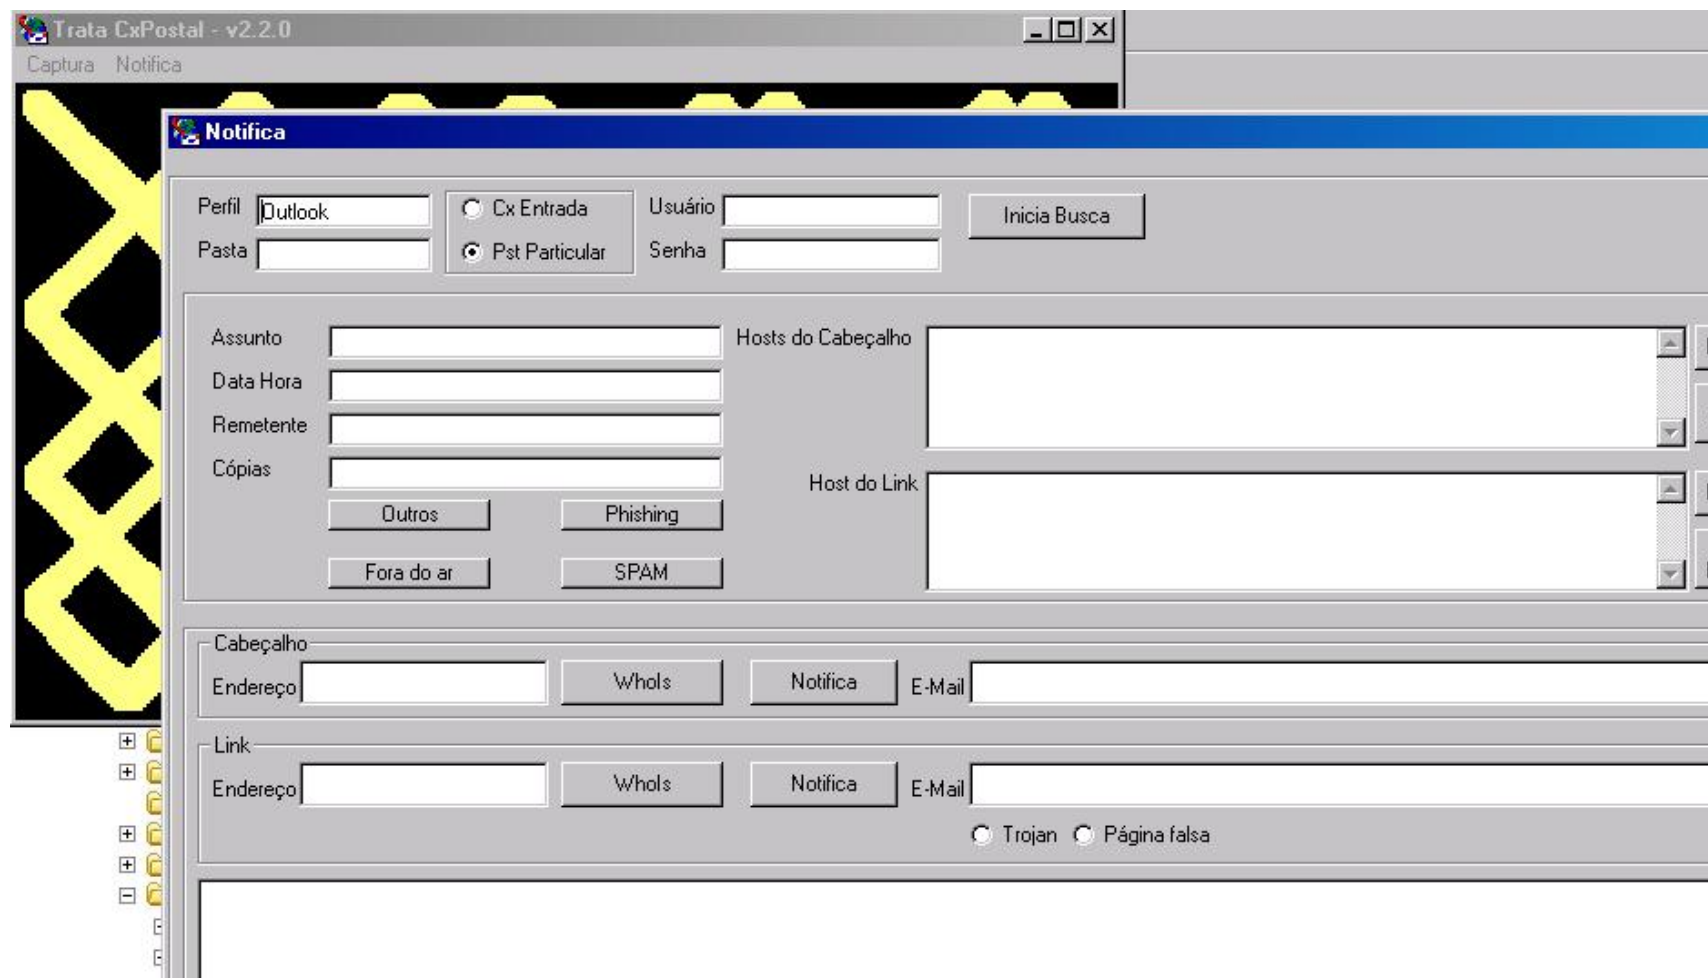 Trata CxPostal - v2.2.0
Captura Notifica
Notifica
Perfil Outlook Cx Entrada Usuário Inicia Busca
Pasta Pst Particular Senha
Assunto Hosts do Cabeçalho
Data Hora
Remetente
Cópias Host do Link
Outros Phishing
Fora do ar SPAM
Cabeçalho
Endereço WhoIs Notifica E-Mail
Link
Endereço WhoIs Notifica E-Mail
Trojan Página falsa